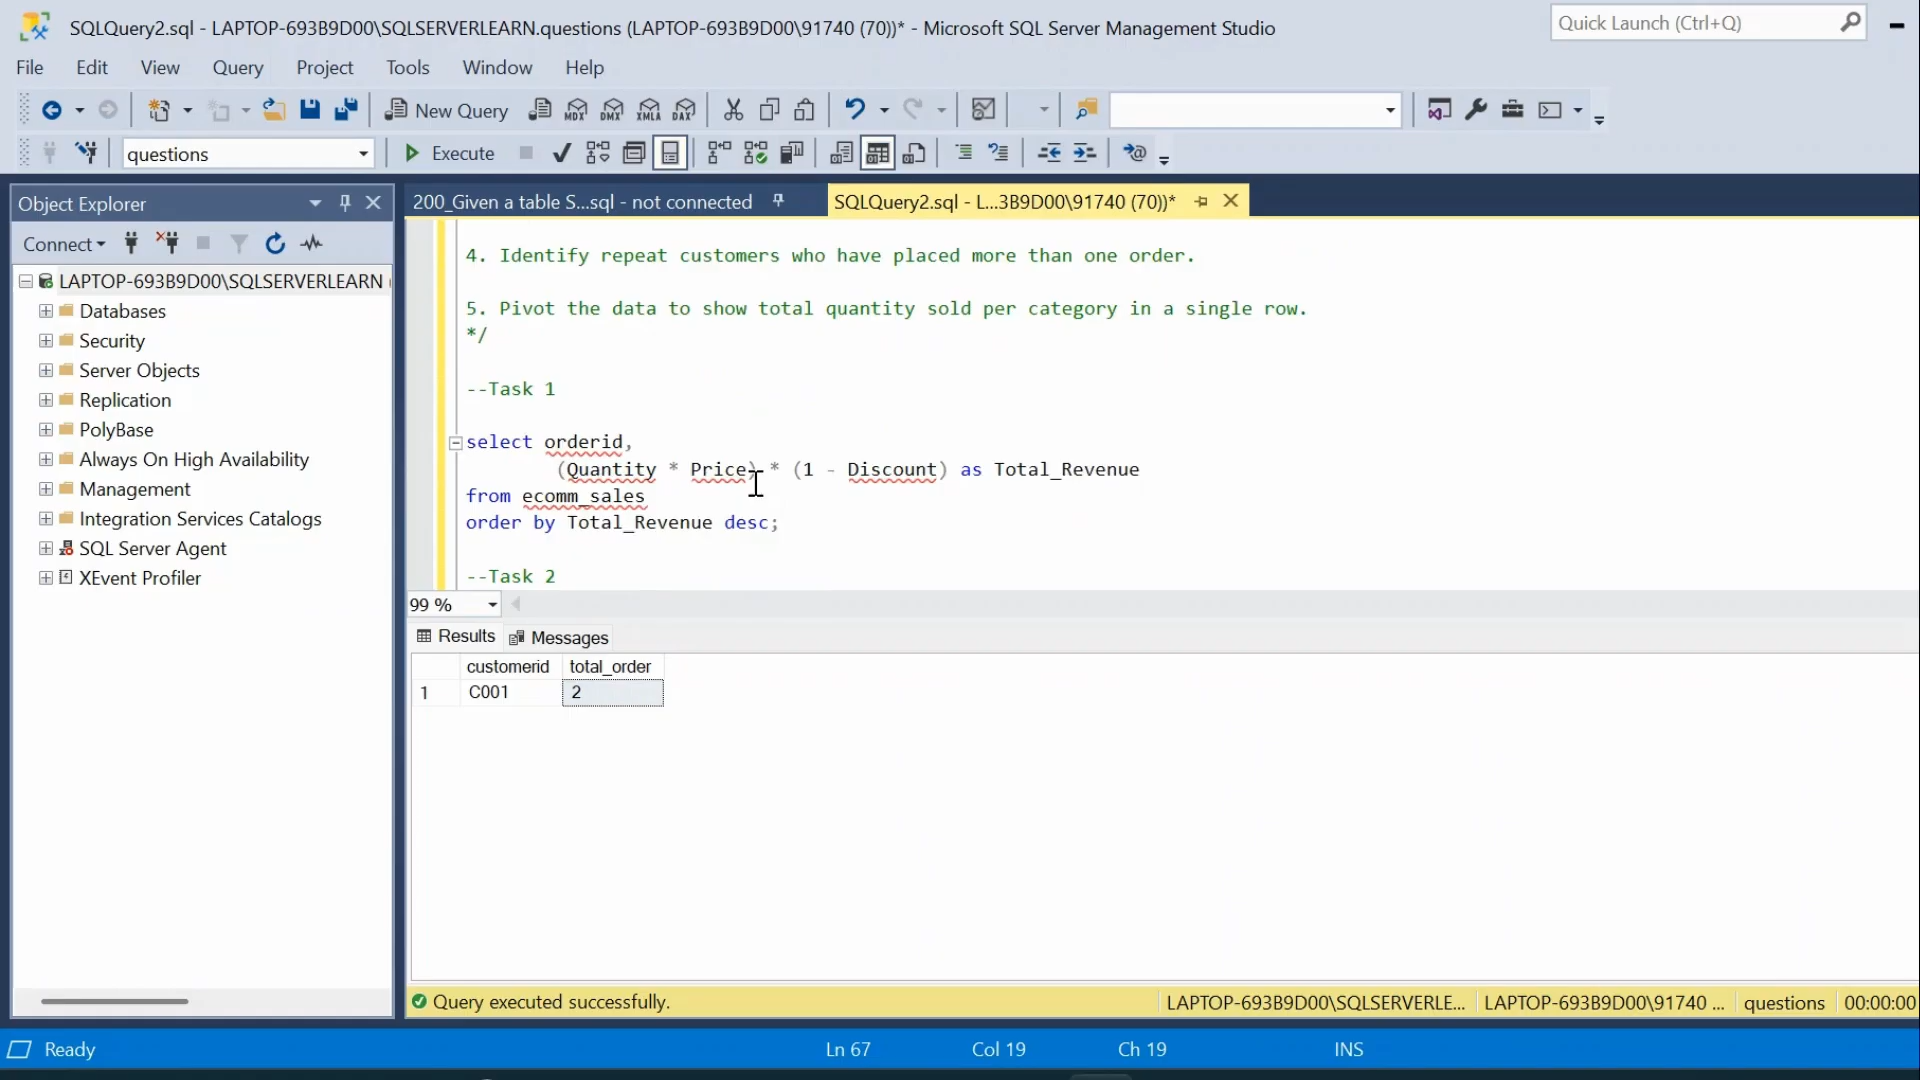 SQLQuery2.sql - LAPTOP-693B9D00\SQLSERVERLEARN.questions (LAPTOP-693B9D00\91740 (70))* - Microsoft SQL Server Management Studio
Quick Launch (Ctrl+Q)
File Edit View Query Project Tools Window Help
New Query MDX DMX XMLA DAX
questions Execute
Object Explorer
200_Given a table S...sql - not connected
SQLQuery2.sql - L...3B9D00\91740 (70))*
Connect
LAPTOP-693B9D00\SQLSERVERLEARN (
Databases
Security
Server Objects
Replication
PolyBase
Always On High Availability
Management
Integration Services Catalogs
SQL Server Agent
XEvent Profiler
4. Identify repeat customers who have placed more than one order.
5. Pivot the data to show total quantity sold per category in a single row.
*/
--Task 1
select orderid,
(Quantity * Price) * (1 - Discount) as Total_Revenue
from ecomm_sales
order by Total_Revenue desc;
--Task 2
99 %
Results Messages
customerid total_order
1 C001 2
Query executed successfully. LAPTOP-693B9D00\SQLSERVERLE... LAPTOP-693B9D00\91740 ... questions 00:00:00
Ready Ln 67 Col 19 Ch 19 INS